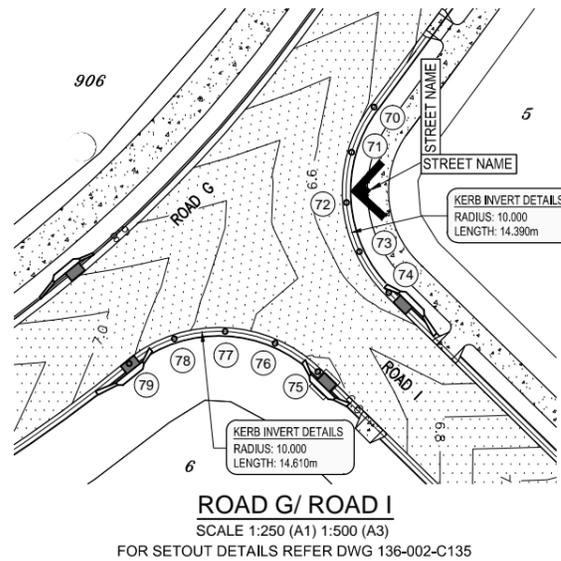 906
5
70
STREET NAME
71
STREET NAME
ROAD G
6.9
72
KERB INVERT DETAILS
RADIUS: 10.000
LENGTH: 14.390m
73
74
7.0
77
78
76
79
75
ROAD I
6.8
6.8
KERB INVERT DETAILS
RADIUS: 10.000
LENGTH: 14.610m
6
ROAD G/ ROAD I
SCALE 1:250 (A1) 1:500 (A3)
FOR SETOUT DETAILS REFER DWG 136-002-C135